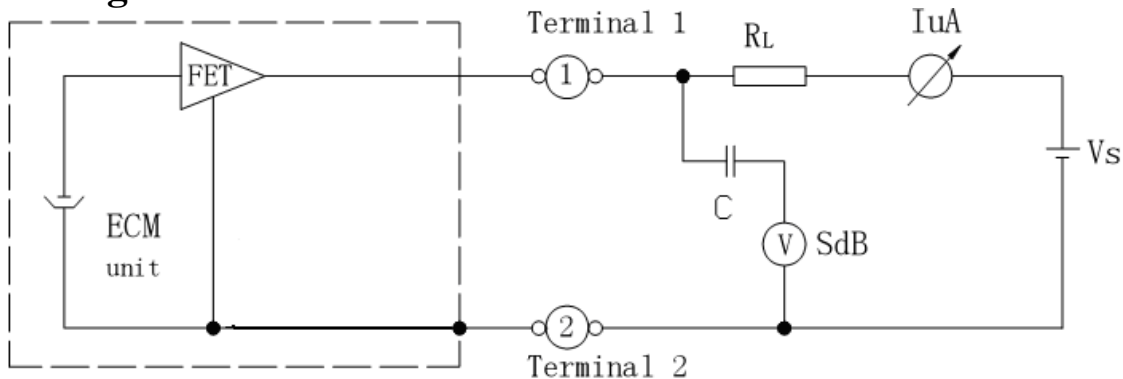 Terminal 1
RL
IuA
FET
1
Vs
C
ECM
unit
V
SdB
2
Terminal 2